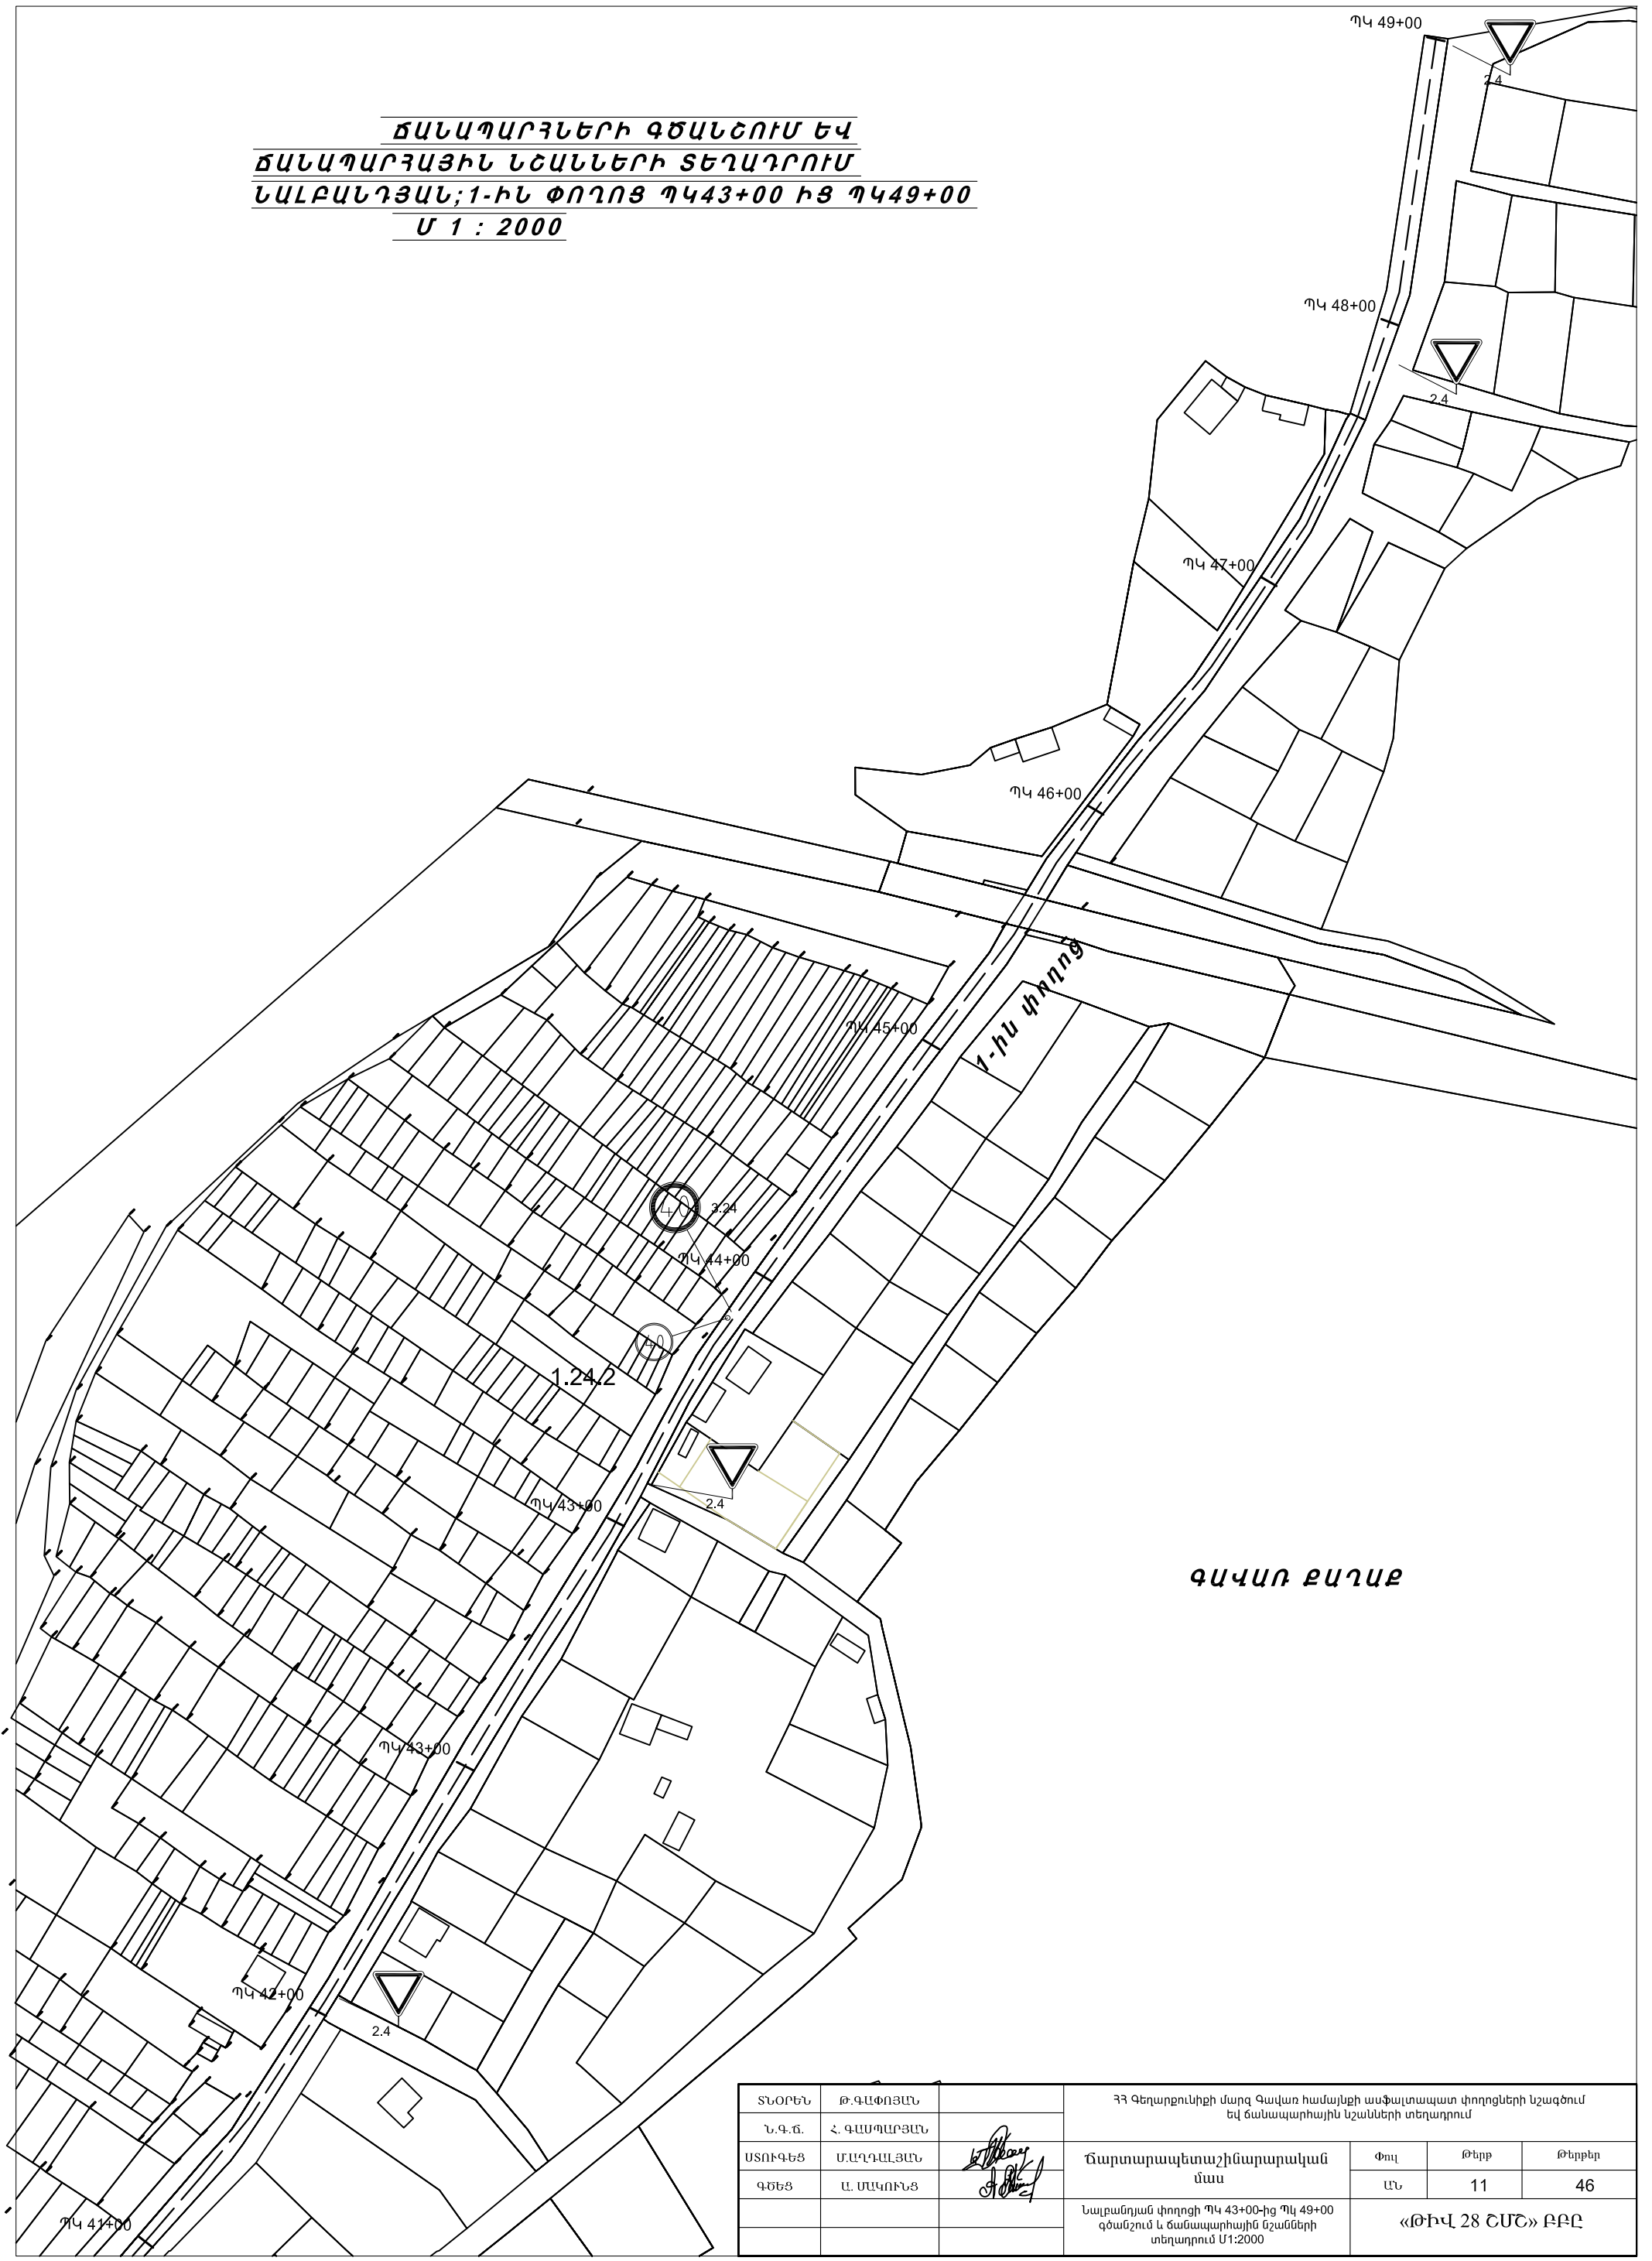 ՊԿ 49+00
2.4
ՃԱՆԱՊԱՐՀՆԵՐԻ ԳԾԱՆՇՈՒՄ ԵՎ
ՃԱՆԱՊԱՐՀԱՅԻՆ ՆՇԱՆՆԵՐԻ ՏԵՂԱԴՐՈՒՄ
ՆԱԼԲԱՆԴՅԱՆ;1-ԻՆ ՓՈՂՈՑ ՊԿ43+00 ԻՑ ՊԿ49+00
Մ 1 : 2000
ՊԿ 48+00
2.4
ՊԿ 47+00
ՊԿ 46+00
1-ին փողոց
ՊԿ 45+00
40
3.24
ՊԿ 44+00
40
1.24.2
2.4
ՊԿ 43+00
ԳԱՎԱՌ ՔԱՂԱՔ
ՊԿ 43+00
ՊԿ 42+00
2.4
ՊԿ 41+00
ՏՆՕՐԵՆ Թ.ԳԱՓՈՅԱՆ
Ն.Գ.Ճ. Հ. ԳԱՍՊԱՐՅԱՆ
ՍՏՈՒԳԵՑ Մ.ԱՂԴԱԼՅԱՆ
ԳԾԵՑ Ա. ՄԱԿՈՒՆՑ
ՀՀ Գեղարքունիքի մարզ Գավառ համայնքի ասֆալտապատ փողոցների նշագծում
եվ ճանապարհային նշանների տեղադրում
Ճարտարապետաշինարարական
մաս
Փուլ Թերթ Թերթեր
ԱՆ 11 46
Նալբանդյան փողոցի ՊԿ 43+00-ից Պկ 49+00
գծանշում և ճանապարհային նշանների
տեղադրում Մ1:2000
«ԹԻՎ 28 ՇՄՇ» ԲԲԸ